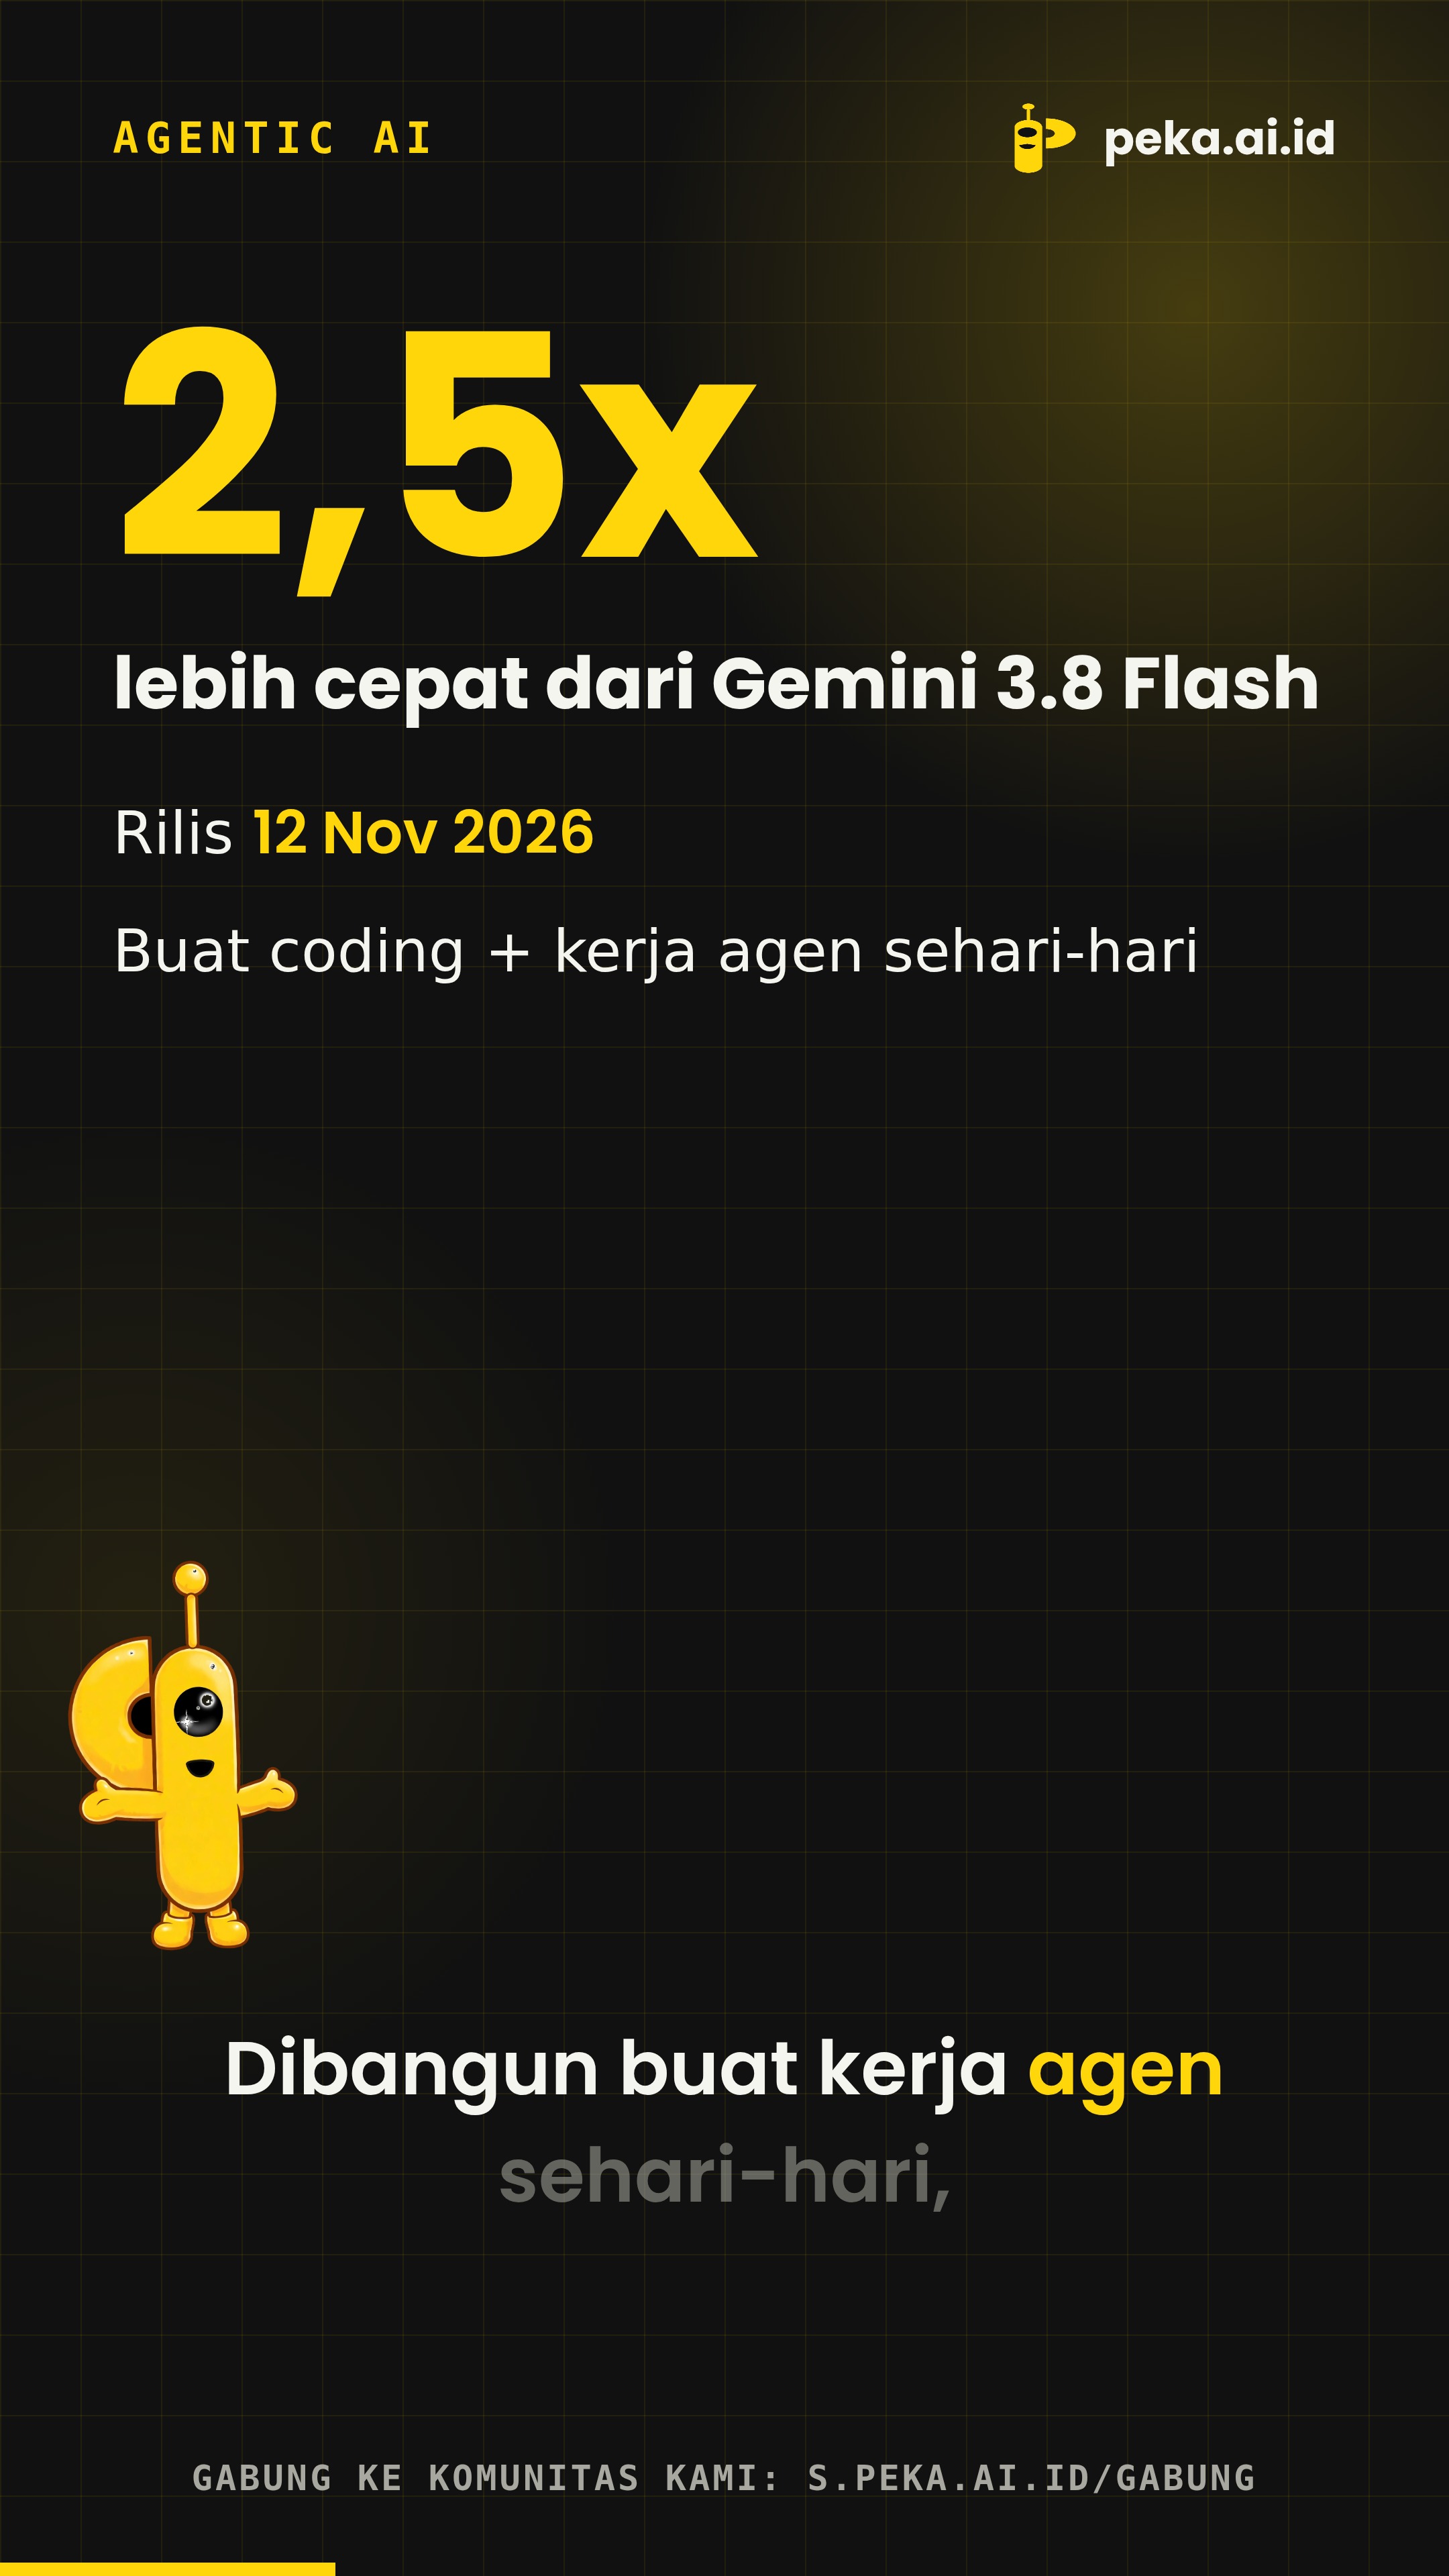 AGENTIC AI
peka.ai.id
2,5x
lebih cepat dari Gemini 3.8 Flash
Rilis 12 Nov 2026
Buat coding + kerja agen sehari-hari
Dibangun buat kerja agen
sehari-hari,
GABUNG KE KOMUNITAS KAMI: S.PEKA.AI.ID/GABUNG